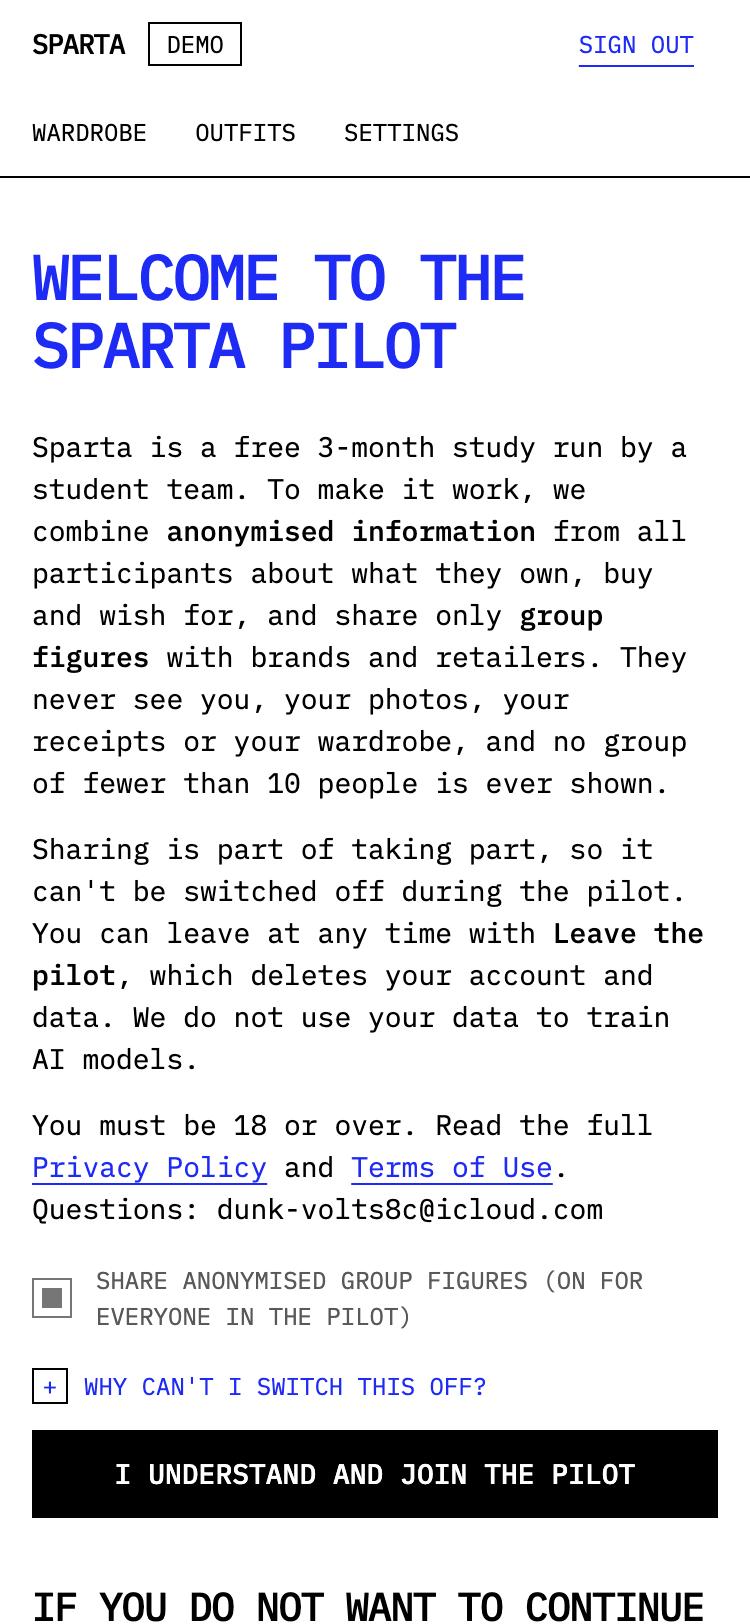 SPARTA DEMO SIGN OUT
WARDROBE OUTFITS SETTINGS
WELCOME TO THE
SPARTA PILOT
Sparta is a free 3-month study run by a
student team. To make it work, we
combine anonymised information from all
participants about what they own, buy
and wish for, and share only group
figures with brands and retailers. They
never see you, your photos, your
receipts or your wardrobe, and no group
of fewer than 10 people is ever shown.
Sharing is part of taking part, so it
can't be switched off during the pilot.
You can leave at any time with Leave the
pilot, which deletes your account and
data. We do not use your data to train
AI models.
You must be 18 or over. Read the full
Privacy Policy and Terms of Use.
Questions: dunk-volts8c@icloud.com
SHARE ANONYMISED GROUP FIGURES (ON FOR
EVERYONE IN THE PILOT)
+ WHY CAN'T I SWITCH THIS OFF?
I UNDERSTAND AND JOIN THE PILOT
IF YOU DO NOT WANT TO CONTINUE